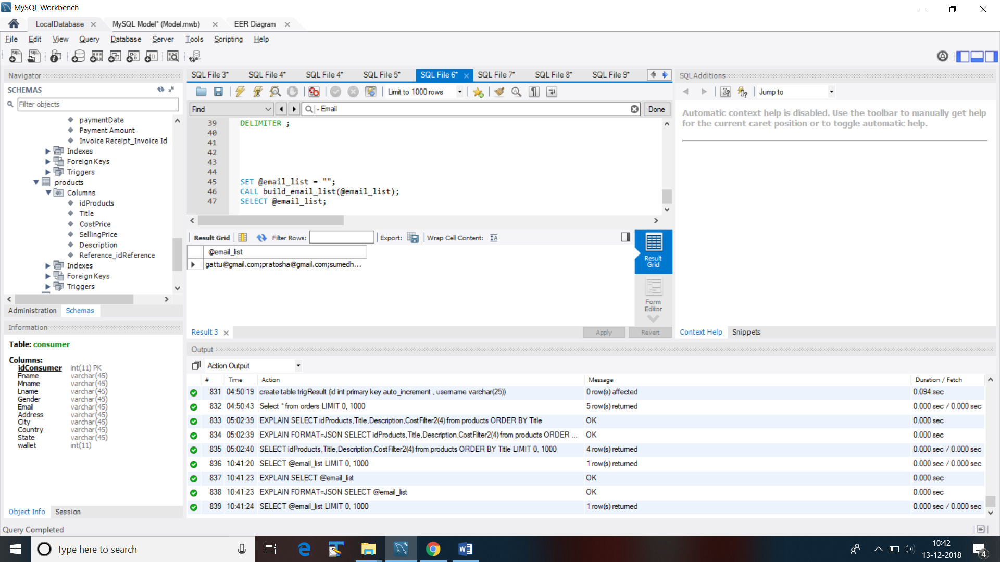 MySQL Workbench
LocalDatabase
MySQL Model* (Model.mwb)
EER Diagram
File Edit View Query Database Server Tools Scripting Help
Navigator
SCHEMAS
Filter objects
paymentDate
Payment Amount
Invoice Receipt_Invoice Id
Indexes
Foreign Keys
Triggers
products
Columns
idProducts
Title
CostPrice
SellingPrice
Description
Reference_idReference
Indexes
Foreign Keys
Triggers
Administration Schemas
Information
Table: consumer
Columns:
idConsumer int(11) PK
Fname varchar(45)
Mname varchar(45)
Lname varchar(45)
Gender varchar(45)
Email varchar(45)
Address varchar(45)
City varchar(45)
Country varchar(45)
State varchar(45)
wallet int(11)
Object Info Session
Query Completed
SQL File 3* SQL File 4* SQL File 4* SQL File 5* SQL File 6* SQL File 7* SQL File 8* SQL File 9*
Limit to 1000 rows
Find Email Done
39 DELIMITER ;
40
41
42
43
44
45 SET @email_list = "";
46 CALL build_email_list(@email_list);
47 SELECT @email_list;
Result Grid Filter Rows: Export: Wrap Cell Content:
@email_list
gattu@gmail.com;pratosha@gmail.com;sumedh...
Result Grid
Form Editor
Result 3
Apply Revert
SQLAdditions
Jump to
Automatic context help is disabled. Use the toolbar to manually get help
for the current caret position or to toggle automatic help.
Context Help Snippets
Output
Action Output
# Time Action Message Duration / Fetch
831 04:50:19 create table trigResult (id int primary key auto_increment , username varchar(25)) 0 row(s) affected 0.094 sec
832 04:50:43 Select * from orders LIMIT 0, 1000 5 row(s) returned 0.000 sec / 0.000 sec
833 05:02:39 EXPLAIN SELECT idProducts,Title,Description,CostFilter2(4) from products ORDER BY Title OK 0.000 sec
834 05:02:39 EXPLAIN FORMAT=JSON SELECT idProducts,Title,Description,CostFilter2(4) from products ORDER ... OK 0.000 sec
835 05:02:40 SELECT idProducts,Title,Description,CostFilter2(4) from products ORDER BY Title LIMIT 0, 1000 4 row(s) returned 0.000 sec / 0.000 sec
836 10:41:20 SELECT @email_list LIMIT 0, 1000 1 row(s) returned 0.000 sec / 0.000 sec
837 10:41:23 EXPLAIN SELECT @email_list OK 0.000 sec
838 10:41:23 EXPLAIN FORMAT=JSON SELECT @email_list OK 0.000 sec
839 10:41:24 SELECT @email_list LIMIT 0, 1000 1 row(s) returned 0.000 sec / 0.000 sec
Type here to search
10:42
13-12-2018
4